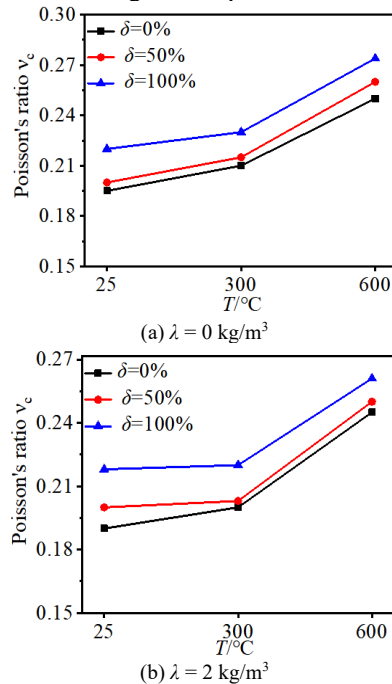 0.30
δ=0%
δ=50%
0.27
δ=100%
0.24
0.21
0.18
0.15
Poisson's ratio νc
25 300 600
T/°C
(a) λ = 0 kg/m³
0.27
δ=0%
δ=50%
δ=100%
0.24
0.21
0.18
0.15
Poisson's ratio νc
25 300 600
T/°C
(b) λ = 2 kg/m³